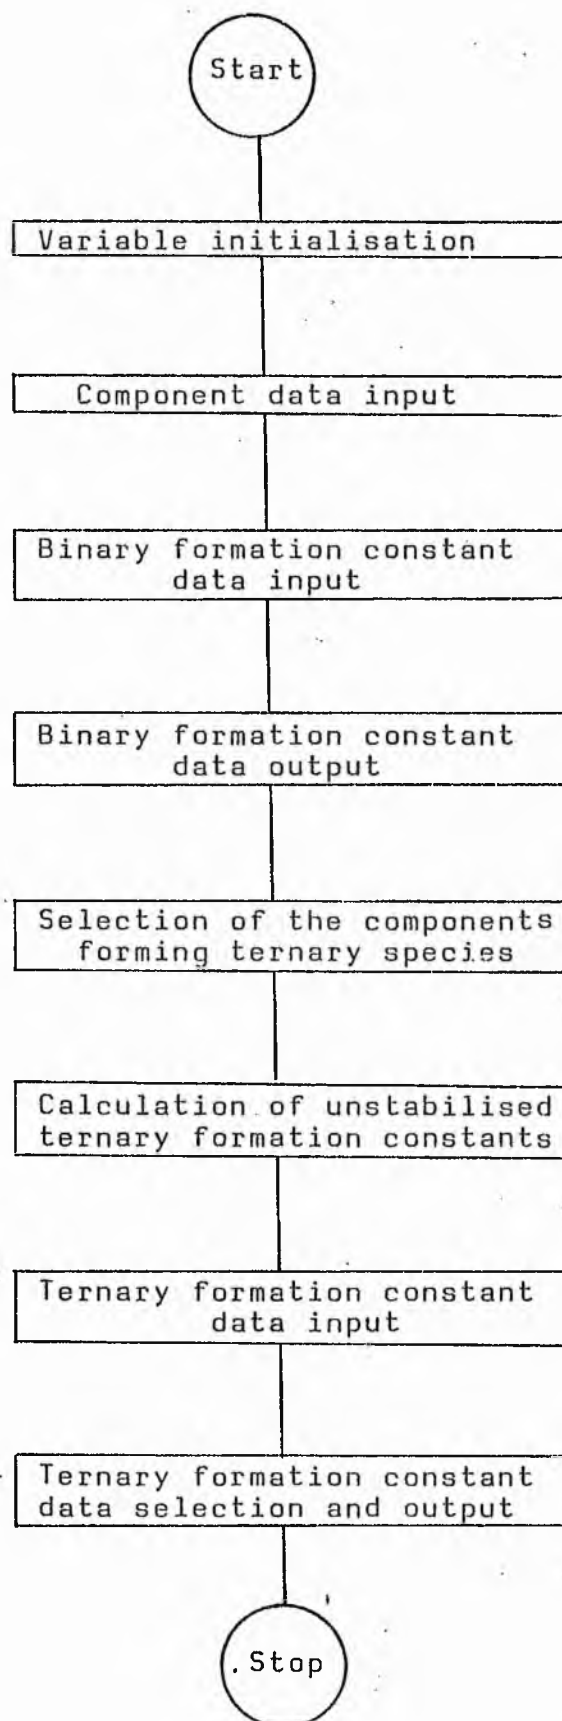 Start
Variable initialisation
Component data input
Binary formation constant
data input
Binary formation constant
data output
Selection of the components
forming ternary species
Calculation of unstabilised
ternary formation constants
Ternary formation constant
data input
Ternary formation constant
data selection and output
Stop